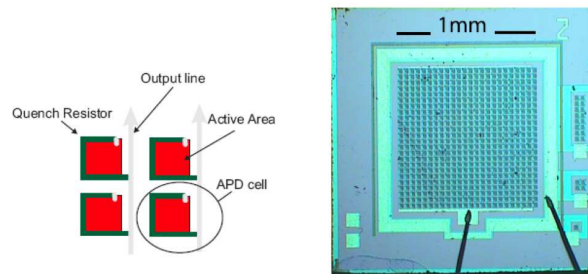 Output line
Quench Resistor
Active Area
APD cell
1mm
2